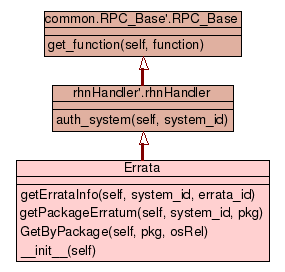 common.RPC_Base'.RPC_Base
get_function(self, function)
rhnHandler'.rhnHandler
auth_system(self, system_id)
Errata
getErrataInfo(self, system_id, errata_id)
getPackageErratum(self, system_id, pkg)
GetByPackage(self, pkg, osRel)
__init__(self)